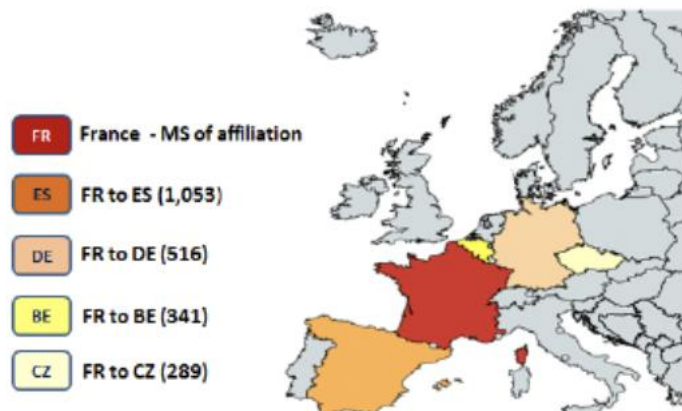 FR France - MS of affiliation
ES FR to ES (1,053)
DE FR to DE (516)
BE FR to BE (341)
CZ FR to CZ (289)